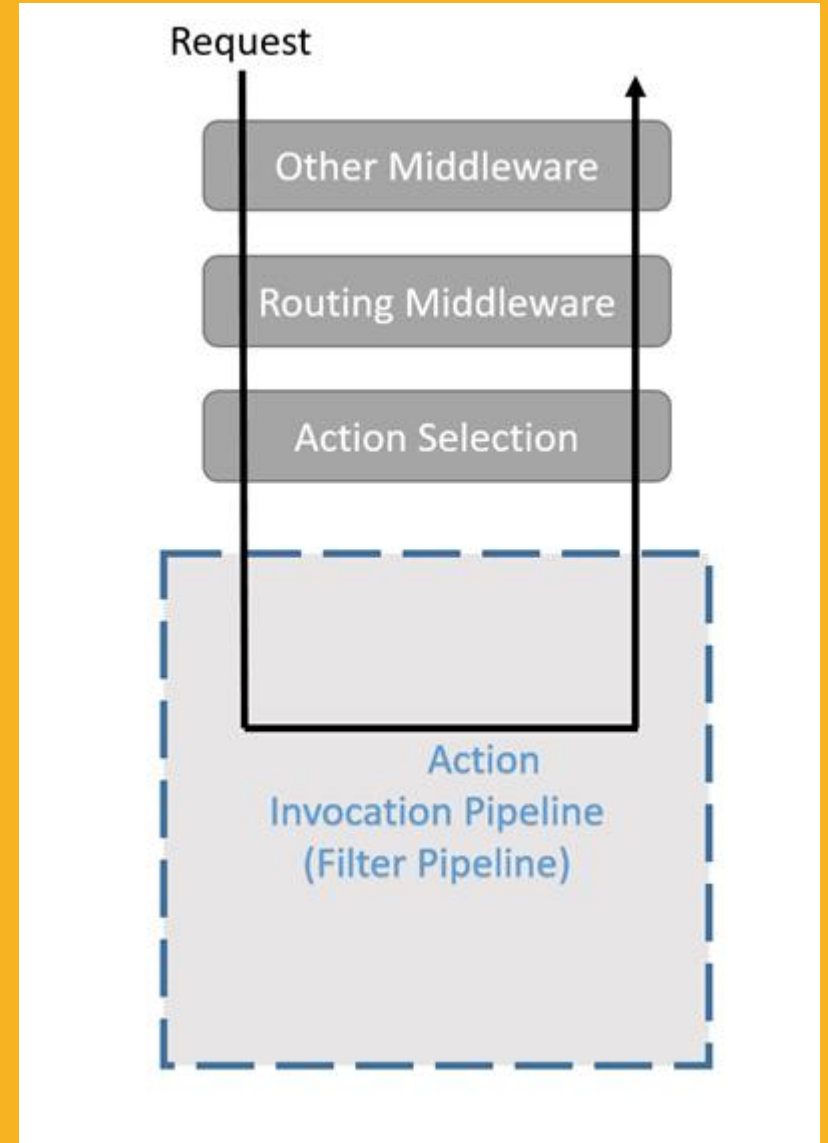 Request
Other Middleware
Routing Middleware
Action Selection
Action
Invocation Pipeline
(Filter Pipeline)